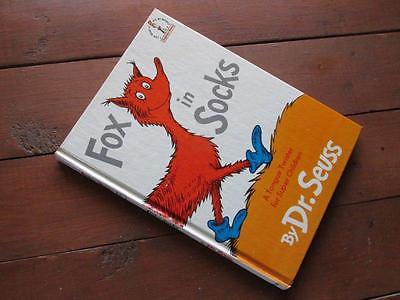 Fox
in
Socks
A Tongue Twister
for Super Children
By Dr. Seuss